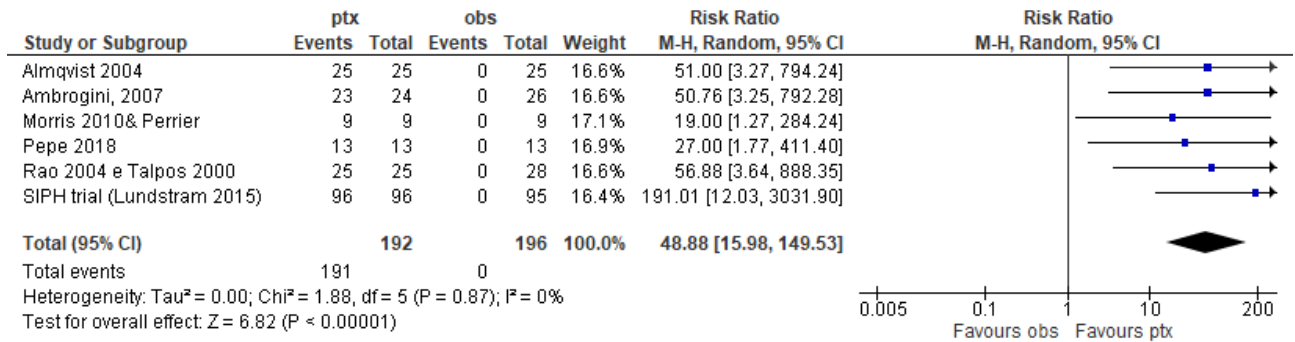 ptx obs Risk Ratio Risk Ratio
Study or Subgroup Events Total Events Total Weight M-H, Random, 95% CI M-H, Random, 95% CI
Almqvist 2004 25 25 0 25 16.6% 51.00 [3.27, 794.24]
Ambrogini, 2007 23 24 0 26 16.6% 50.76 [3.25, 792.28]
Morris 2010& Perrier 9 9 0 9 17.1% 19.00 [1.27, 284.24]
Pepe 2018 13 13 0 13 16.9% 27.00 [1.77, 411.40]
Rao 2004 e Talpos 2000 25 25 0 28 16.6% 56.88 [3.64, 888.35]
SIPH trial (Lundstram 2015) 96 96 0 95 16.4% 191.01 [12.03, 3031.90]
Total (95% CI) 192 196 100.0% 48.88 [15.98, 149.53]
Total events 191 0
Heterogeneity: Tau² = 0.00; Chi² = 1.88, df = 5 (P = 0.87); I² = 0%
Test for overall effect: Z = 6.82 (P < 0.00001)
0.005 0.1 1 10 200
Favours obs Favours ptx